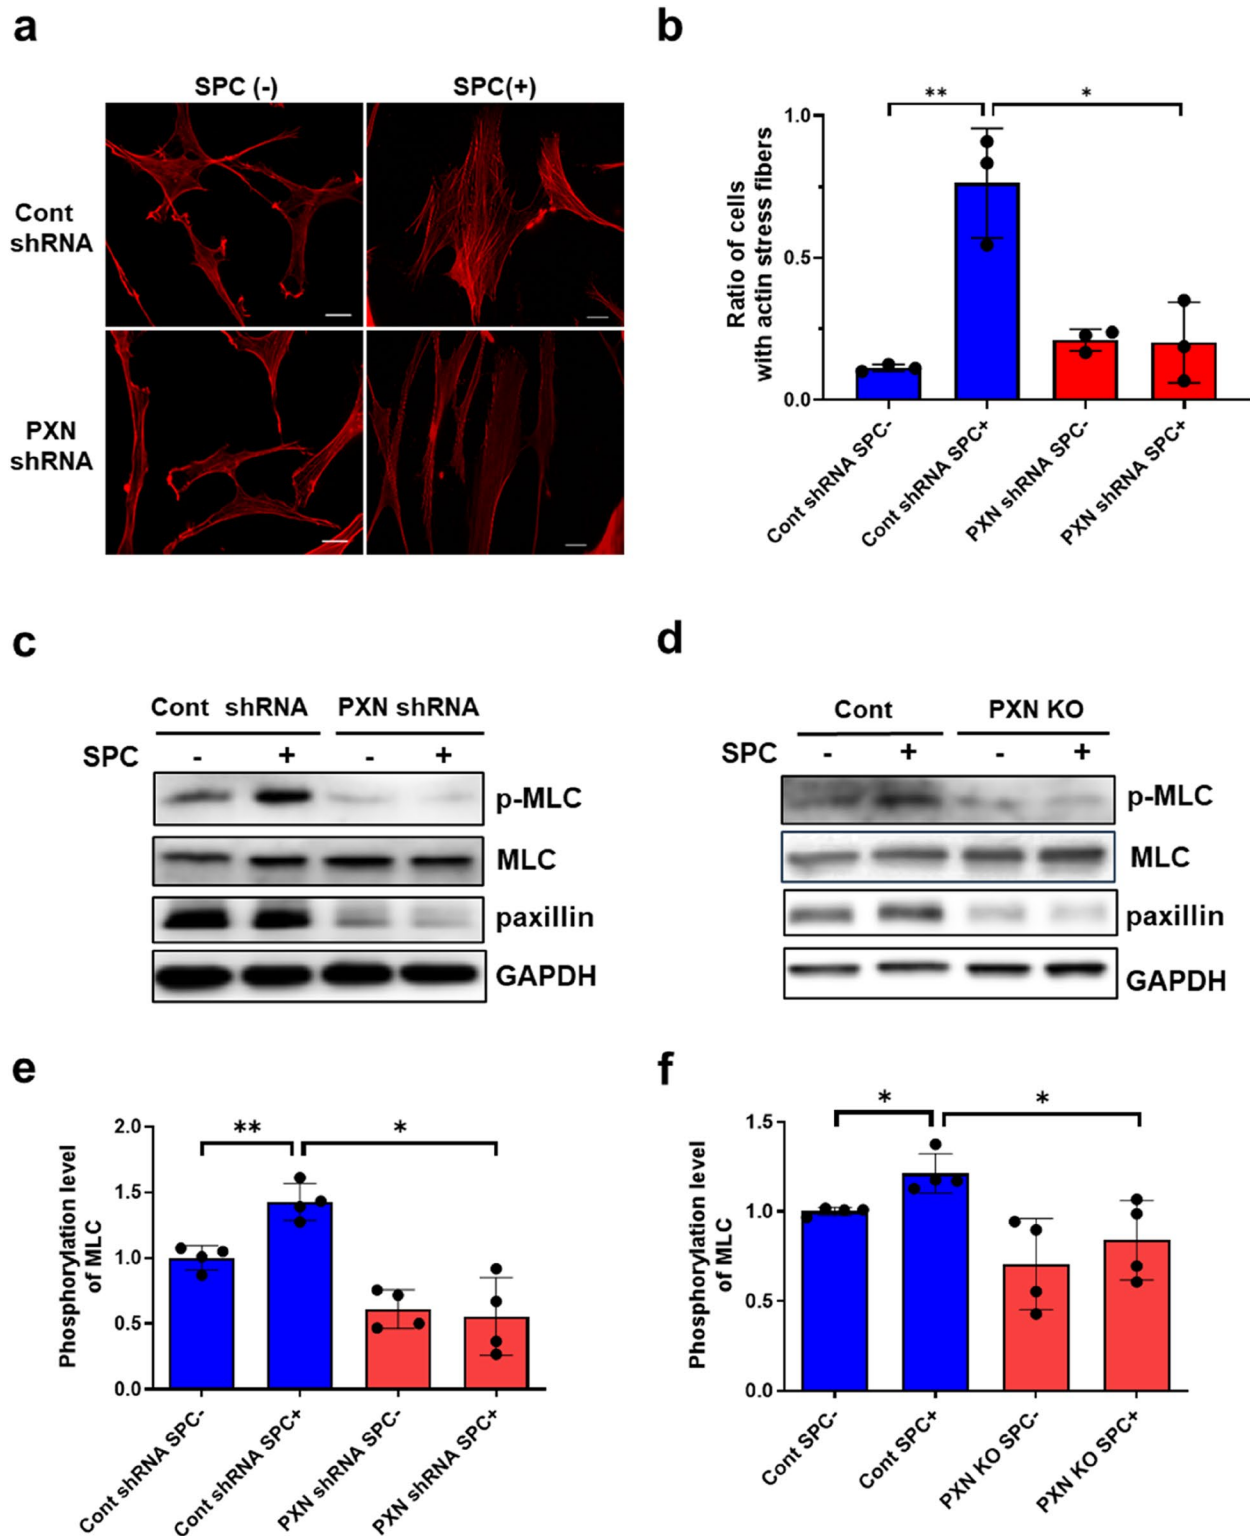 a
SPC (-) SPC(+)
Cont
shRNA
PXN
shRNA
b
** *
Ratio of cells
with actin stress fibers
1.0
0.5
0.0
Cont shRNA SPC-
Cont shRNA SPC+
PXN shRNA SPC-
PXN shRNA SPC+
c
Cont shRNA PXN shRNA
SPC - + - +
p-MLC
MLC
paxillin
GAPDH
d
Cont PXN KO
SPC - + - +
p-MLC
MLC
paxillin
GAPDH
e
** *
Phosphorylation level
of MLC
2.0
1.5
1.0
0.5
0.0
Cont shRNA SPC-
Cont shRNA SPC+
PXN shRNA SPC-
PXN shRNA SPC+
f
* *
Phosphorylation level
of MLC
1.5
1.0
0.5
0.0
Cont SPC-
Cont SPC+
PXN KO SPC-
PXN KO SPC+